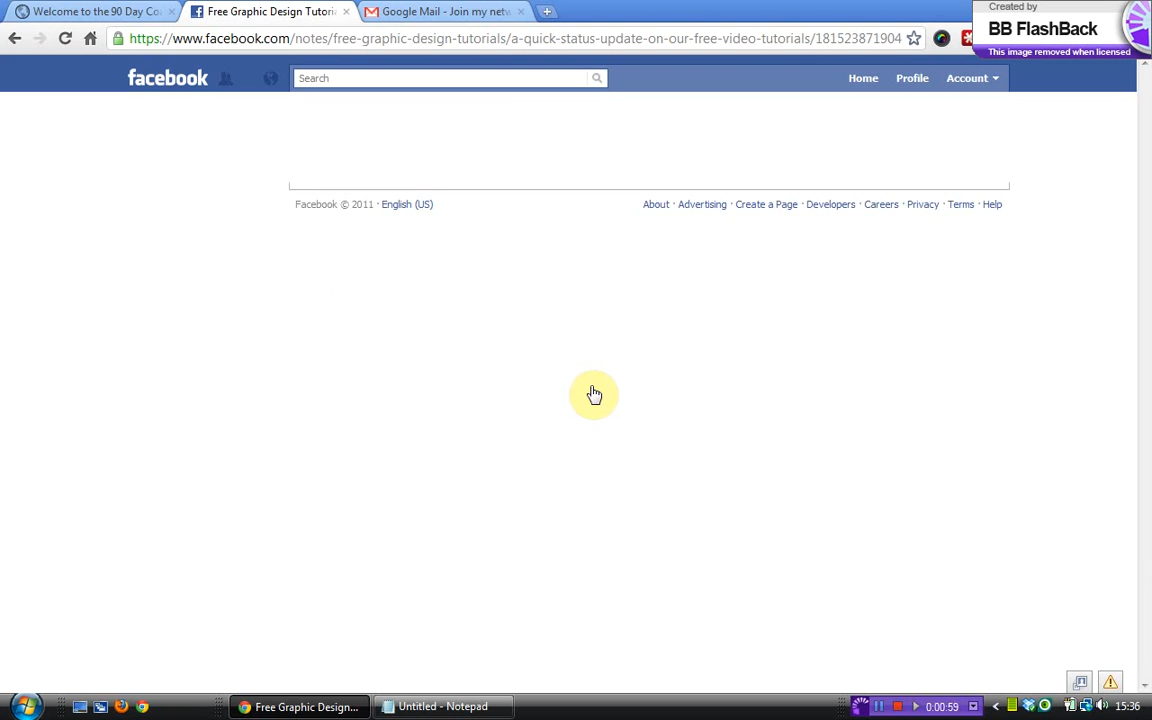 Welcome to the 90 Day Co
Free Graphic Design Tutori
Google Mail - Join my netw
Created by
BB FlashBack
This image removed when licensed
https://www.facebook.com/notes/free-graphic-design-tutorials/a-quick-status-update-on-our-free-video-tutorials/181523871904
facebook
Search
Home
Profile
Account
Facebook © 2011 · English (US)
About · Advertising · Create a Page · Developers · Careers · Privacy · Terms · Help
Free Graphic Design...
Untitled - Notepad
0:00:59
15:36